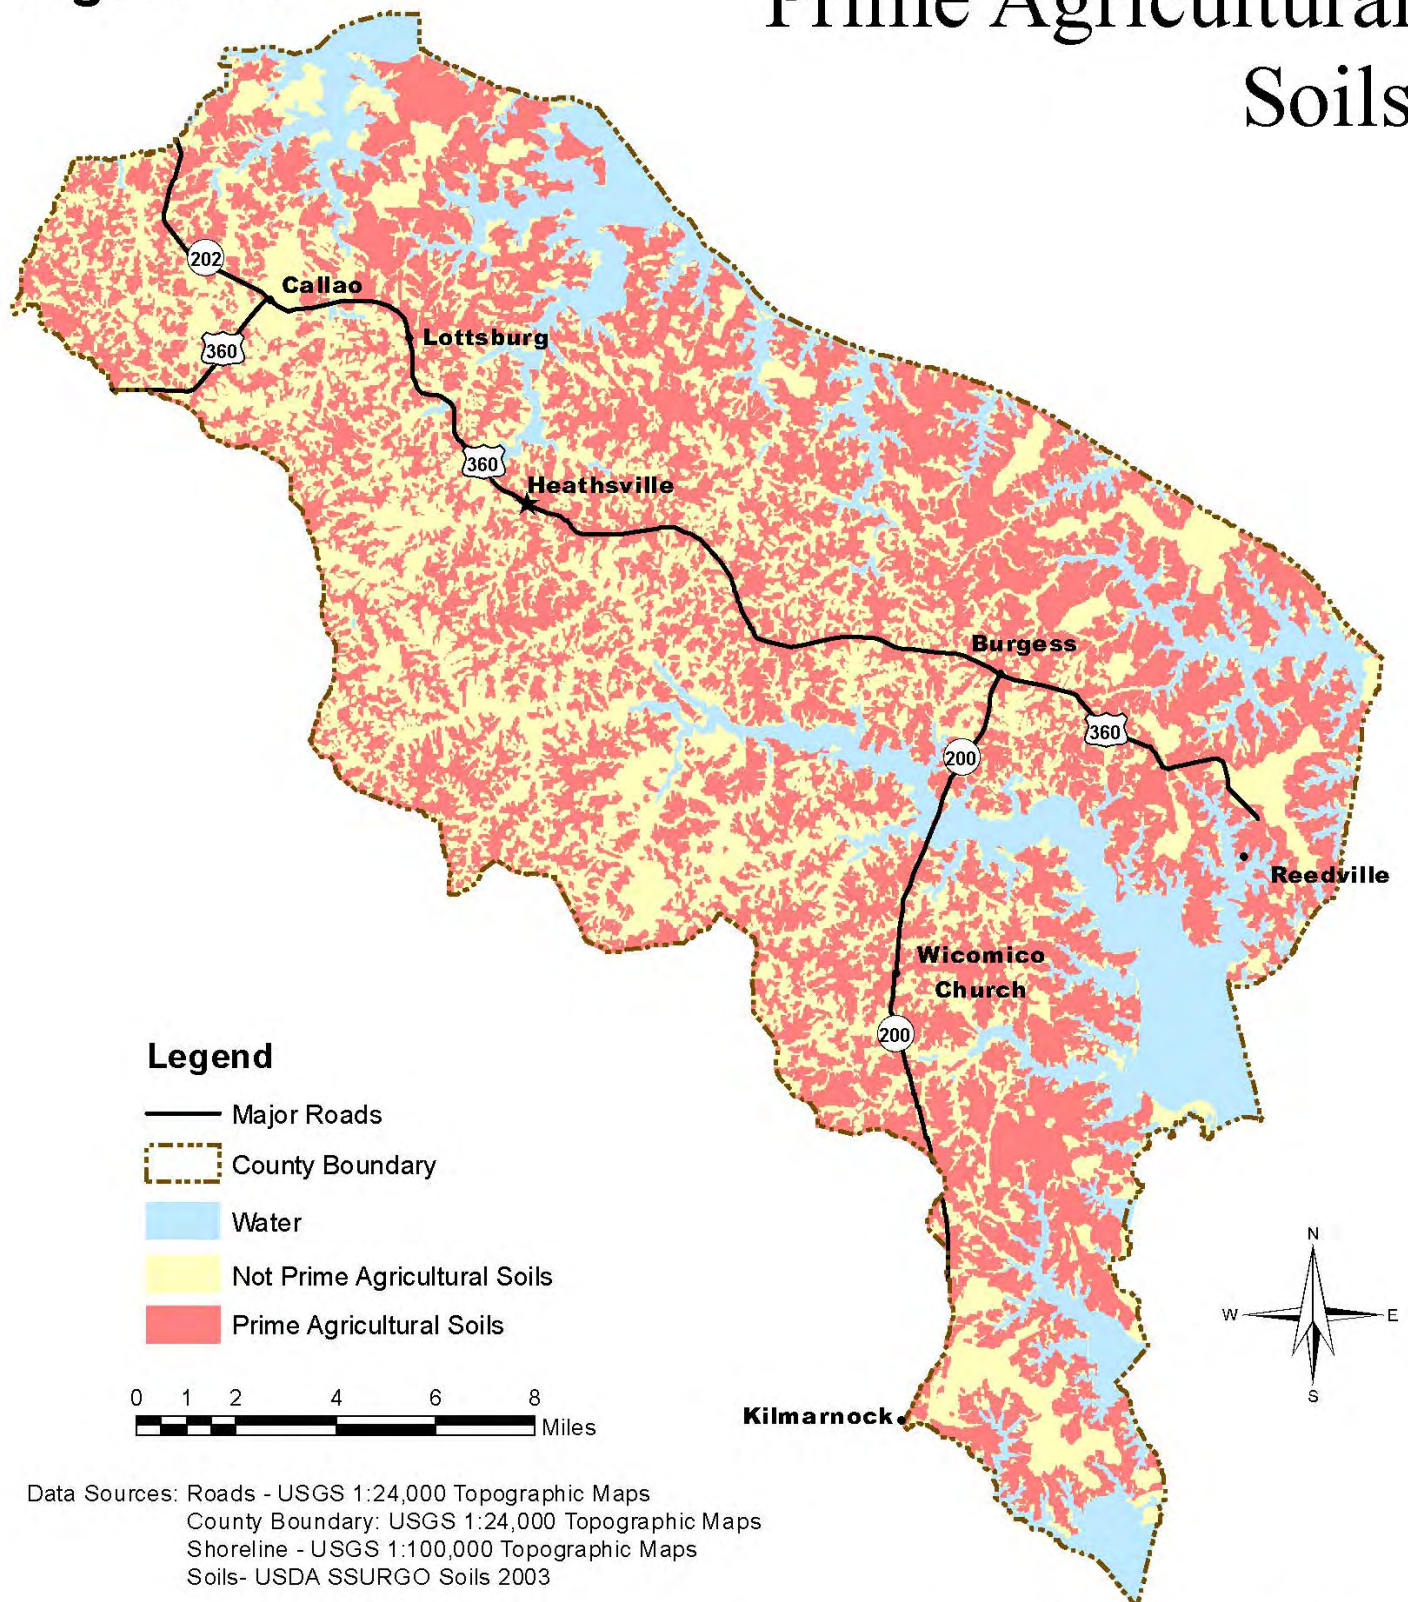 Prime Agricultural
Soils
202
Callao
360
Lottsburg
360
Heathsville
Burgess
360
200
Reedville
Wicomico
Church
200
Legend
Major Roads
County Boundary
Water
Not Prime Agricultural Soils
Prime Agricultural Soils
0 1 2 4 6 8
Miles
N
W E
S
Kilmarnock
Data Sources: Roads - USGS 1:24,000 Topographic Maps
County Boundary: USGS 1:24,000 Topographic Maps
Shoreline - USGS 1:100,000 Topographic Maps
Soils- USDA SSURGO Soils 2003